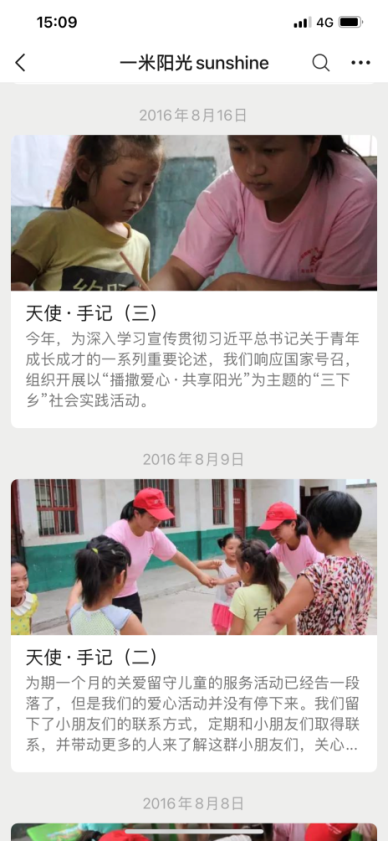 15:09
4G
一米阳光sunshine
2016年8月16日
天使·手记（三）
今年，为深入学习宣传贯彻习近平总书记关于青年
成长成才的一系列重要论述，我们响应国家号召，
组织开展以“播撒爱心·共享阳光”为主题的“三下
乡”社会实践活动。
2016年8月9日
有
天使·手记（二）
为期一个月的关爱留守儿童的服务活动已经告一段
落了，但是我们的爱心活动并没有停下来。我们留
下了小朋友们的联系方式，定期和小朋友们取得联
系，并带动更多的人来了解这群小朋友们，关心...
2016年8月8日